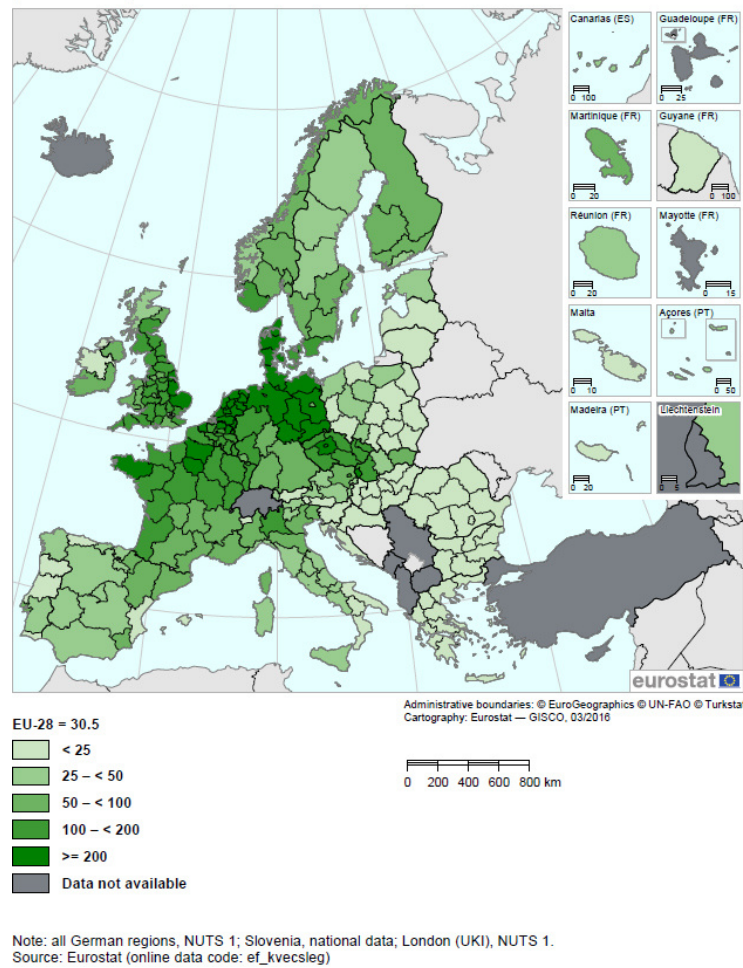 Canarias (ES)
0 100
Guadeloupe (FR)
0 25
Martinique (FR)
0 20
Guyane (FR)
0 100
Réunion (FR)
0 20
Mayotte (FR)
0 15
Malta
0 10
Açores (PT)
0 50
Madeira (PT)
0 20
Liechtenstein
0 5
eurostat
Administrative boundaries: © EuroGeographics © UN-FAO © Turkstat
Cartography: Eurostat — GISCO, 03/2016
EU-28 = 30.5
< 25
25 – < 50
50 – < 100
100 – < 200
>= 200
Data not available
0 200 400 600 800 km
Note: all German regions, NUTS 1; Slovenia, national data; London (UKI), NUTS 1.
Source: Eurostat (online data code: ef_kvecsleg)